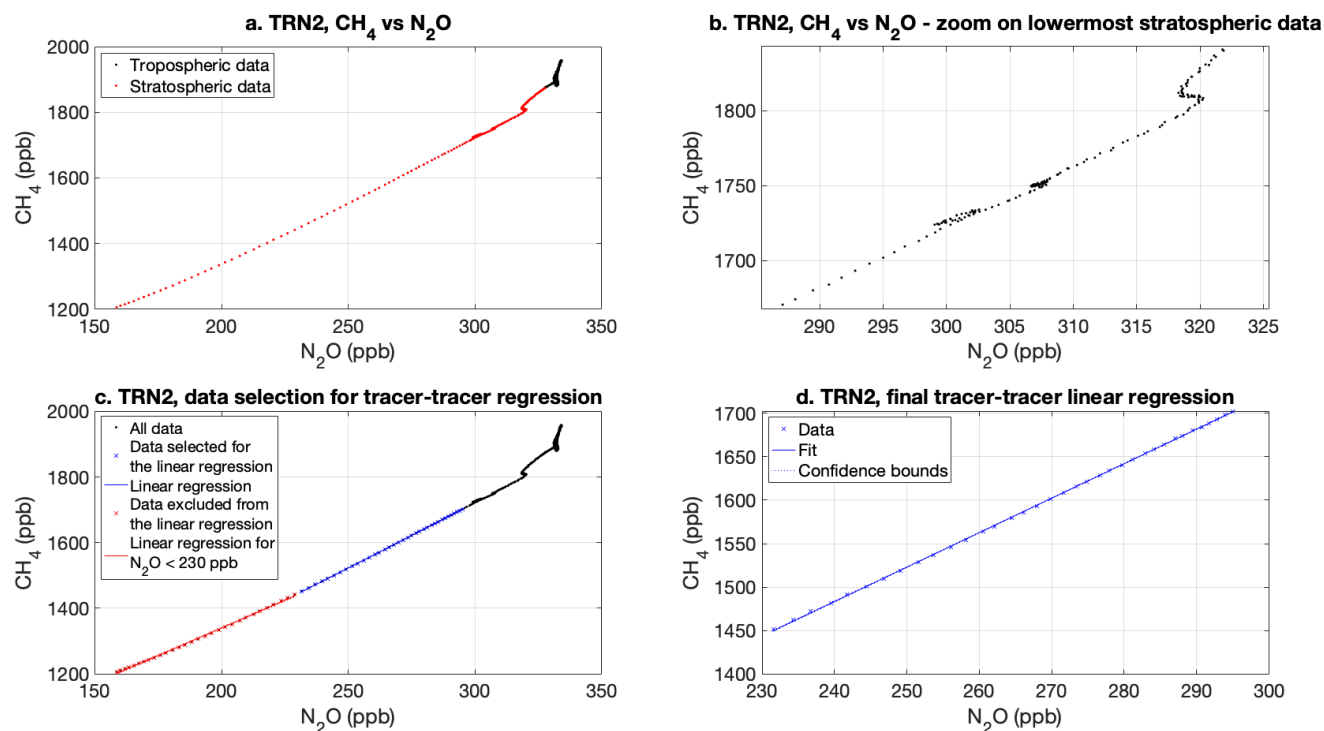 a. TRN2, CH₄ vs N₂O
2000
1800
1600
1400
1200
CH₄ (ppb)
Tropospheric data
Stratospheric data
150 200 250 300 350
N₂O (ppb)
b. TRN2, CH₄ vs N₂O - zoom on lowermost stratospheric data
1800
1750
1700
CH₄ (ppb)
290 295 300 305 310 315 320 325
N₂O (ppb)
c. TRN2, data selection for tracer-tracer regression
2000
1800
1600
1400
1200
CH₄ (ppb)
All data
Data selected for
the linear regression
Linear regression
Data excluded from
the linear regression
Linear regression for
N₂O < 230 ppb
150 200 250 300 350
N₂O (ppb)
d. TRN2, final tracer-tracer linear regression
1700
1650
1600
1550
1500
1450
1400
CH₄ (ppb)
Data
Fit
Confidence bounds
230 240 250 260 270 280 290 300
N₂O (ppb)